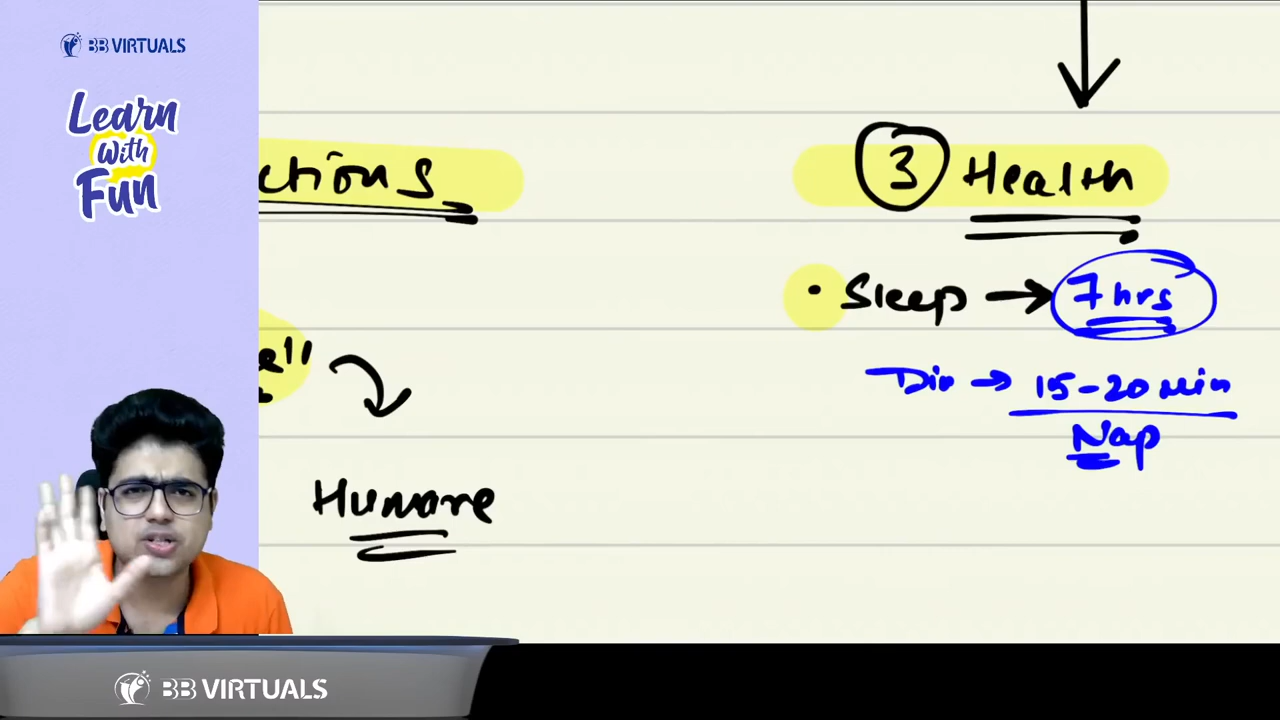 BB VIRTUALS
Learn
With
Fun
ctions
3 Health
• Sleep → 7 hrs
Din → 15-20 Min
Nap
e"
Humare
BB VIRTUALS